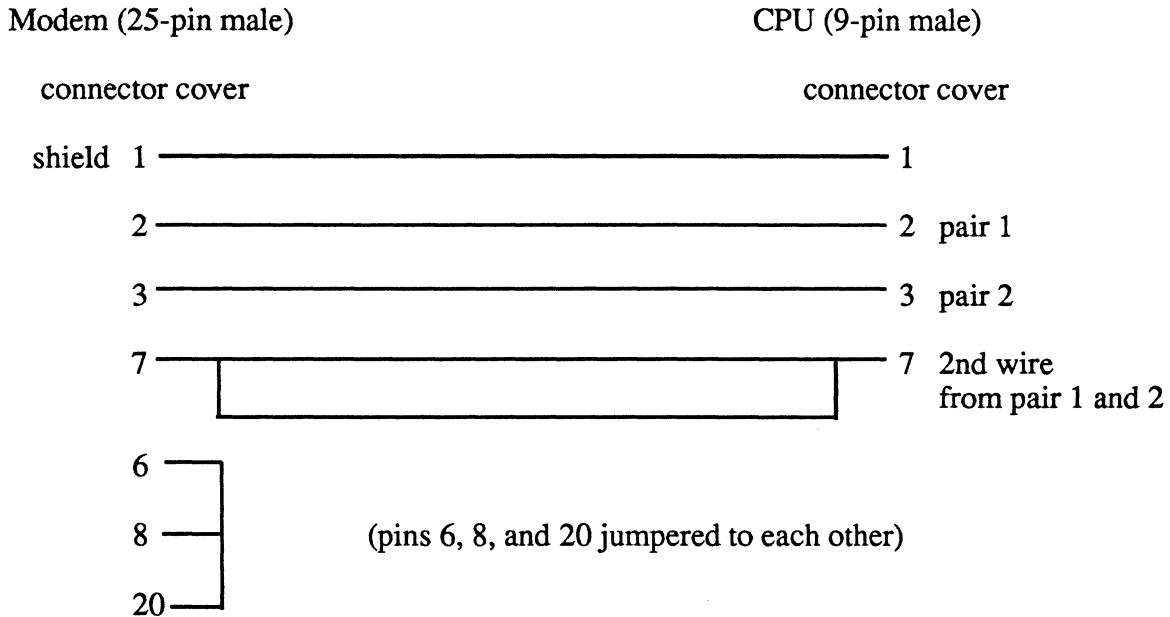 Modem (25-pin male) CPU (9-pin male)
connector cover connector cover
shield 1 1
2 2 pair 1
3 3 pair 2
7 7 2nd wire
from pair 1 and 2
6
8 (pins 6, 8, and 20 jumpered to each other)
20